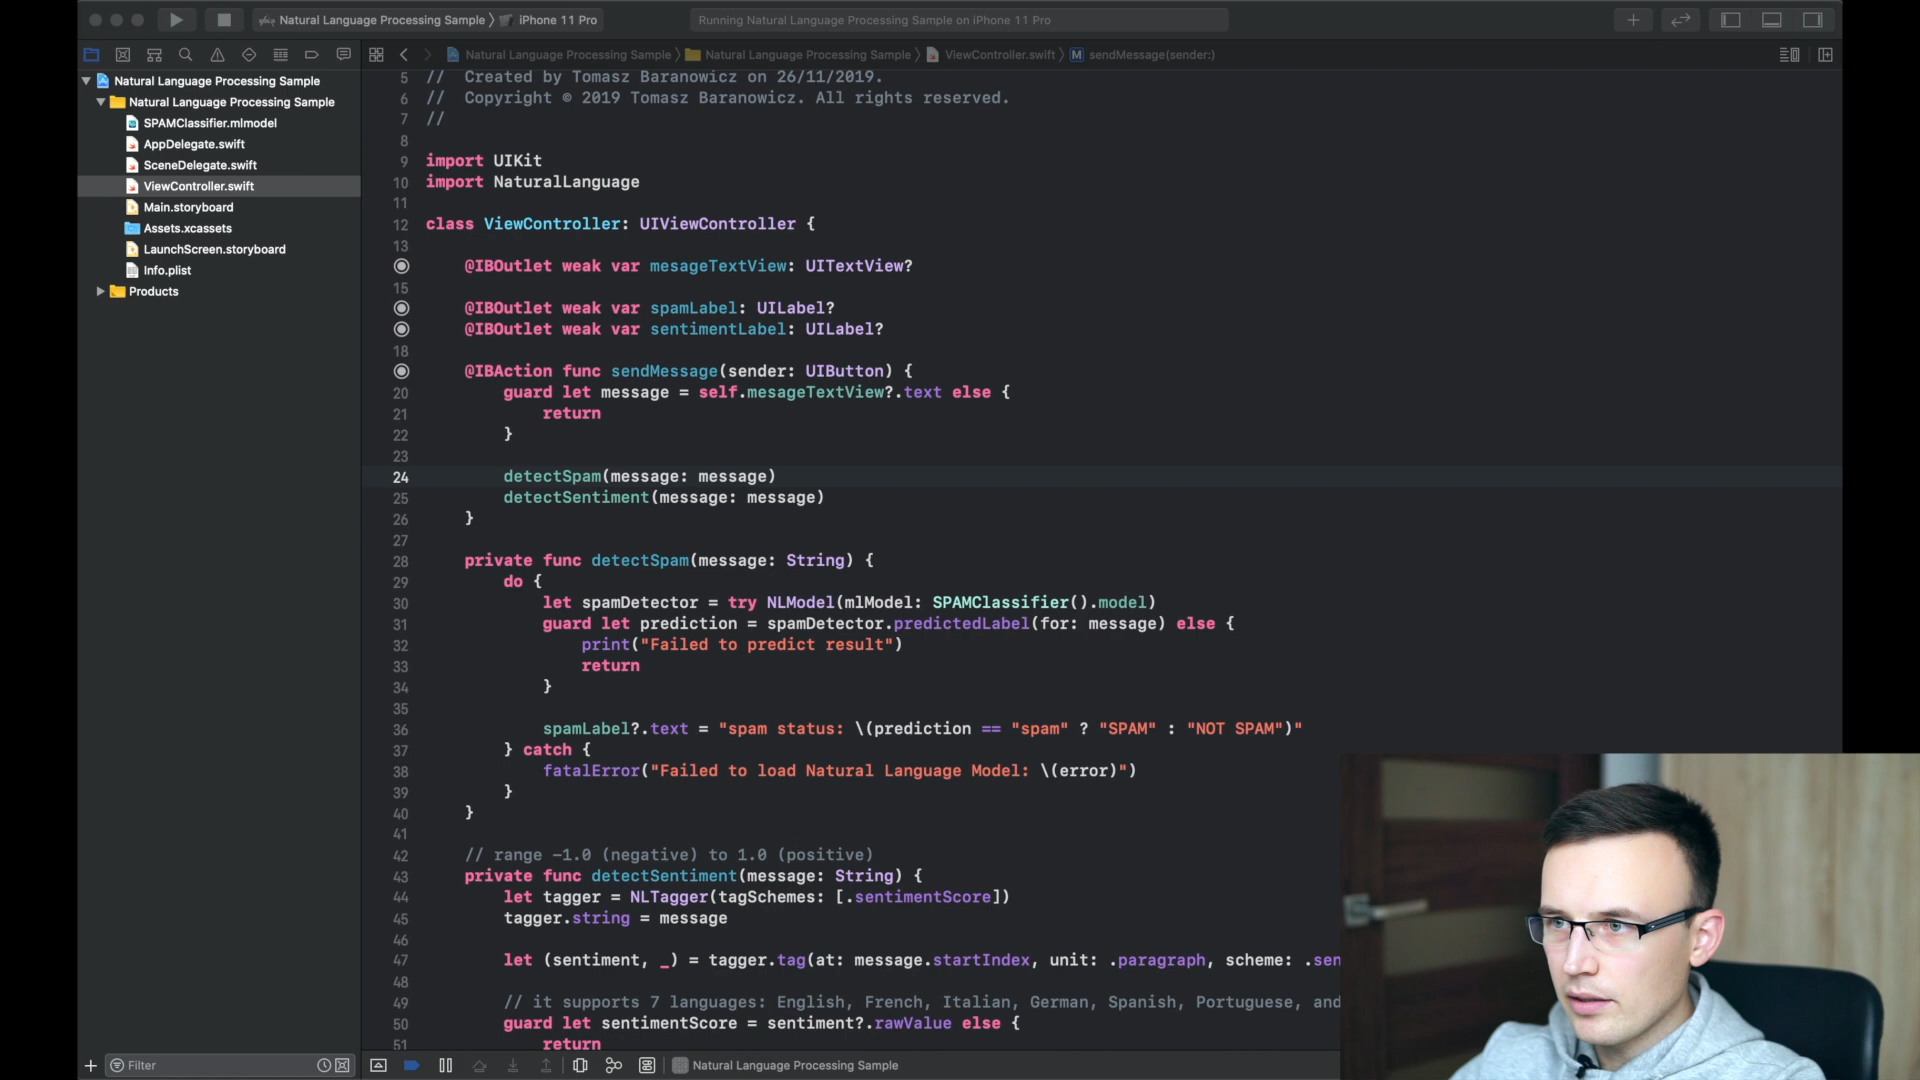 Natural Language Processing Sample
iPhone 11 Pro
Running Natural Language Processing Sample on iPhone 11 Pro
Natural Language Processing Sample
Natural Language Processing Sample
ViewController.swift
M sendMessage(sender:)
Natural Language Processing Sample
Natural Language Processing Sample
SPAMClassifier.mlmodel
AppDelegate.swift
SceneDelegate.swift
ViewController.swift
Main.storyboard
Assets.xcassets
LaunchScreen.storyboard
Info.plist
Products
5 // Created by Tomasz Baranowicz on 26/11/2019.
6 // Copyright © 2019 Tomasz Baranowicz. All rights reserved.
7 //
8
9 import UIKit
10 import NaturalLanguage
11
12 class ViewController: UIViewController {
13
@IBOutlet weak var mesageTextView: UITextView?
15
@IBOutlet weak var spamLabel: UILabel?
@IBOutlet weak var sentimentLabel: UILabel?
18
@IBAction func sendMessage(sender: UIButton) {
20 guard let message = self.mesageTextView?.text else {
21 return
22 }
23
24 detectSpam(message: message)
25 detectSentiment(message: message)
26 }
27
28 private func detectSpam(message: String) {
29 do {
30 let spamDetector = try NLModel(mlModel: SPAMClassifier().model)
31 guard let prediction = spamDetector.predictedLabel(for: message) else {
32 print("Failed to predict result")
33 return
34 }
35
36 spamLabel?.text = "spam status: \(prediction == "spam" ? "SPAM" : "NOT SPAM")"
37 } catch {
38 fatalError("Failed to load Natural Language Model: \(error)")
39 }
40 }
41
42 // range -1.0 (negative) to 1.0 (positive)
43 private func detectSentiment(message: String) {
44 let tagger = NLTagger(tagSchemes: [.sentimentScore])
45 tagger.string = message
46
47 let (sentiment, _) = tagger.tag(at: message.startIndex, unit: .paragraph, scheme: .sen
48
49 // it supports 7 languages: English, French, Italian, German, Spanish, Portuguese, and
50 guard let sentimentScore = sentiment?.rawValue else {
51 return
Filter
Natural Language Processing Sample